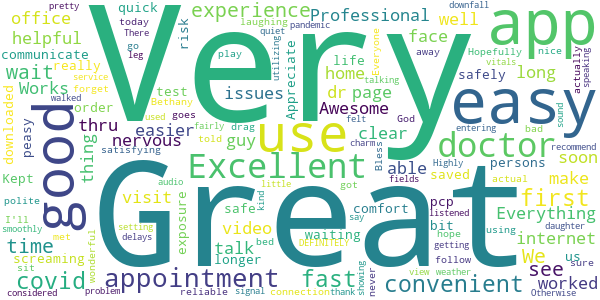 Very
Great
app
easy
good
use
doctor
Excellent
appointment
convenient
covid
fast
first
experience
Professional
office
helpful
communicate
wait
Works
really
issues
quick
today
There
go
leg
pretty
laughing
pandemic
quiet
utilizing
risk
Appreciate
well
face
away
life
play
home
dr
page
Awesome
clear
guy
easier
test
service
forget
Bethany
used
goes
thru
nervous
order
thing
peasy
downloaded
walked
satisfying
fairly
told
drag
felt
God
talking
Everyone
safely
long
Hopefully
vitals
nice
actually
speaking
downfall
sound
entering
bad
recommend
soon
Highly
persons
able
saved
make
Bless
charm
fields
actual
daughter
Everything
internet
We
us
see
worked
sure
Otherwise
weather
view
follow
getting
hope
using
bit
pcp
listened
never
showing
say
thank
waiting
comfort
safe
video
talk
longer
bed
DEFINITELY
got
little
kind
audio
exposure
visit
setting
delays
met
wonderful
reliable
signal
connection
problem
considered
time
screaming
sit
smoothly
I'll
polite
Kept